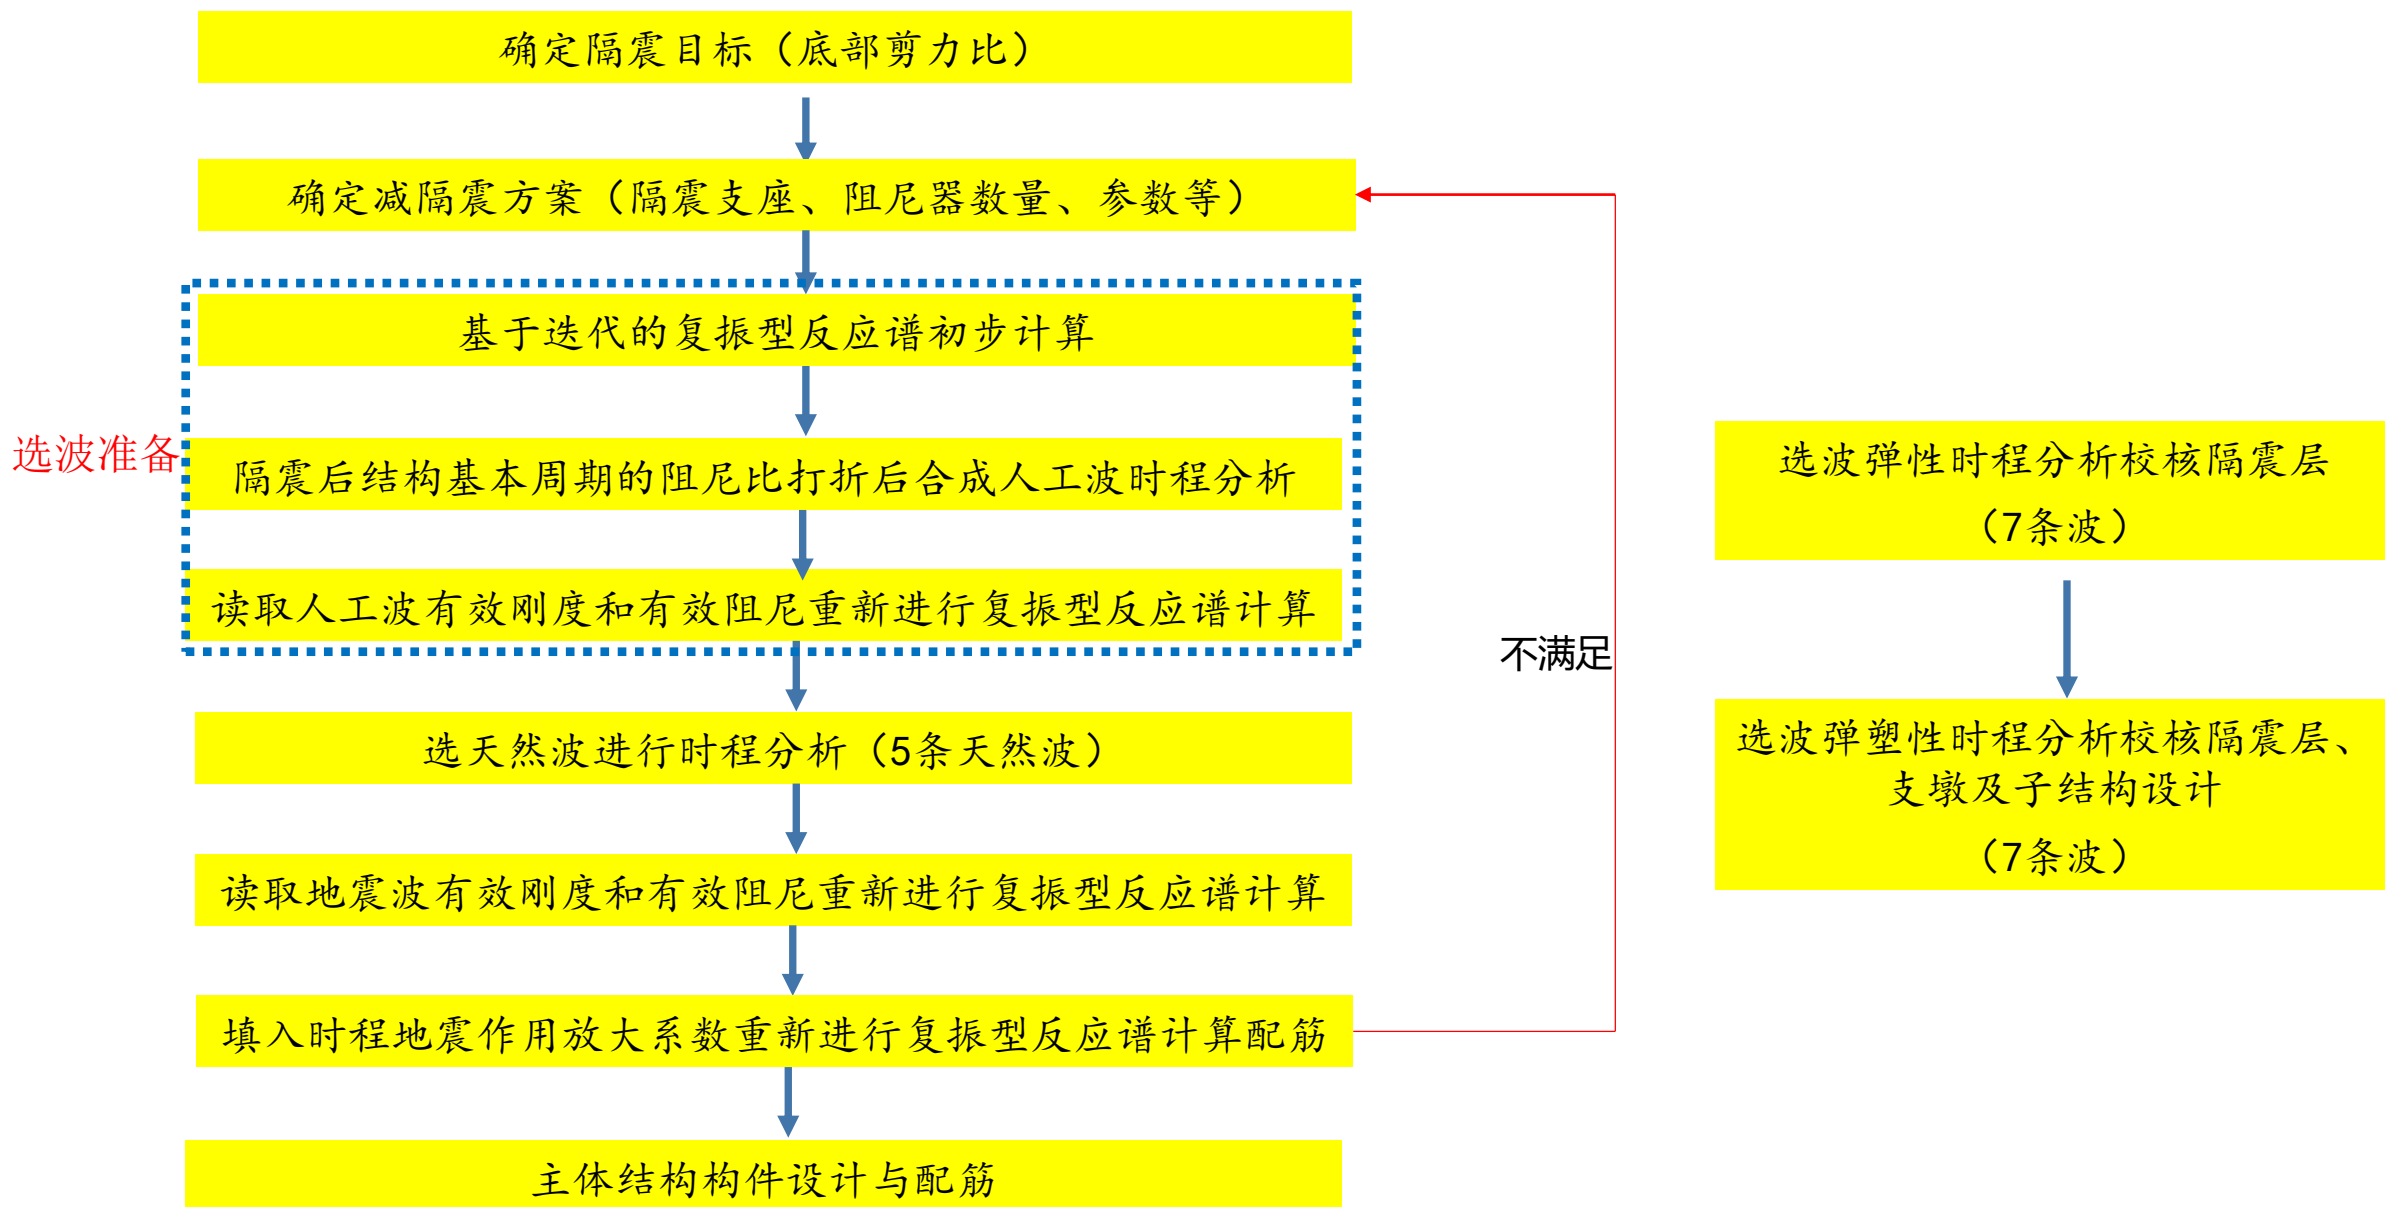 确定隔震目标（底部剪力比）
确定减隔震方案（隔震支座、阻尼器数量、参数等）
基于迭代的复振型反应谱初步计算
选波准备
隔震后结构基本周期的阻尼比打折后合成人工波时程分析
读取人工波有效刚度和有效阻尼重新进行复振型反应谱计算
选天然波进行时程分析（5条天然波）
读取地震波有效刚度和有效阻尼重新进行复振型反应谱计算
填入时程地震作用放大系数重新进行复振型反应谱计算配筋
主体结构构件设计与配筋
不满足
选波弹性时程分析校核隔震层
（7条波）
选波弹塑性时程分析校核隔震层、
支墩及子结构设计
（7条波）